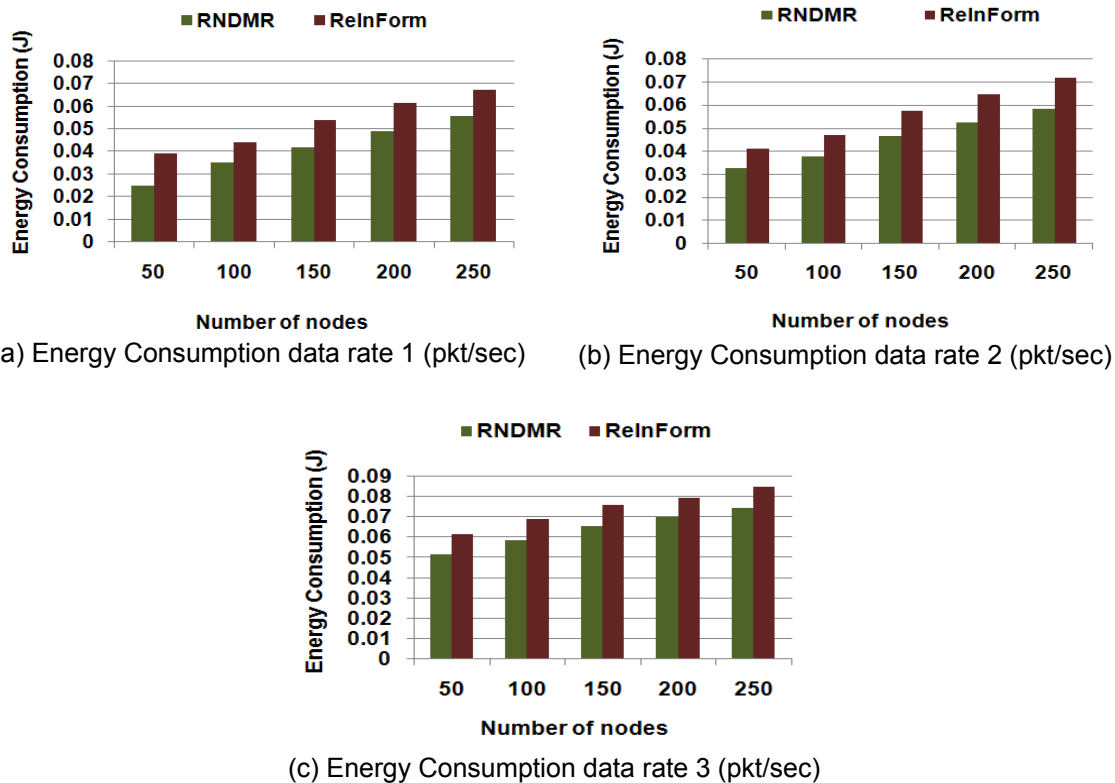 RNDMR ReInForm
Energy Consumption (J)
0.08
0.07
0.06
0.05
0.04
0.03
0.02
0.01
0
50 100 150 200 250
Number of nodes
a) Energy Consumption data rate 1 (pkt/sec)
RNDMR ReInForm
Energy Consumption (J)
0.08
0.07
0.06
0.05
0.04
0.03
0.02
0.01
0
50 100 150 200 250
Number of nodes
(b) Energy Consumption data rate 2 (pkt/sec)
RNDMR ReInForm
Energy Consumption (J)
0.09
0.08
0.07
0.06
0.05
0.04
0.03
0.02
0.01
0
50 100 150 200 250
Number of nodes
(c) Energy Consumption data rate 3 (pkt/sec)